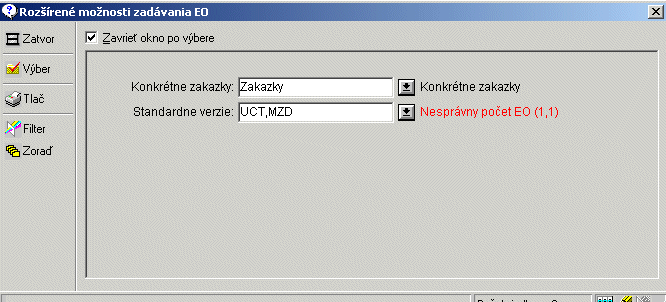 Rozšírené možnosti zadávania EO
Zatvor
Zavrieť okno po výbere
Výber
Tlač
Filter
Zoraď
Konkrétne zakazky: Zakazky Konkrétne zakazky
Standardne verzie: UCT,MZD Nesprávny počet EO (1,1)